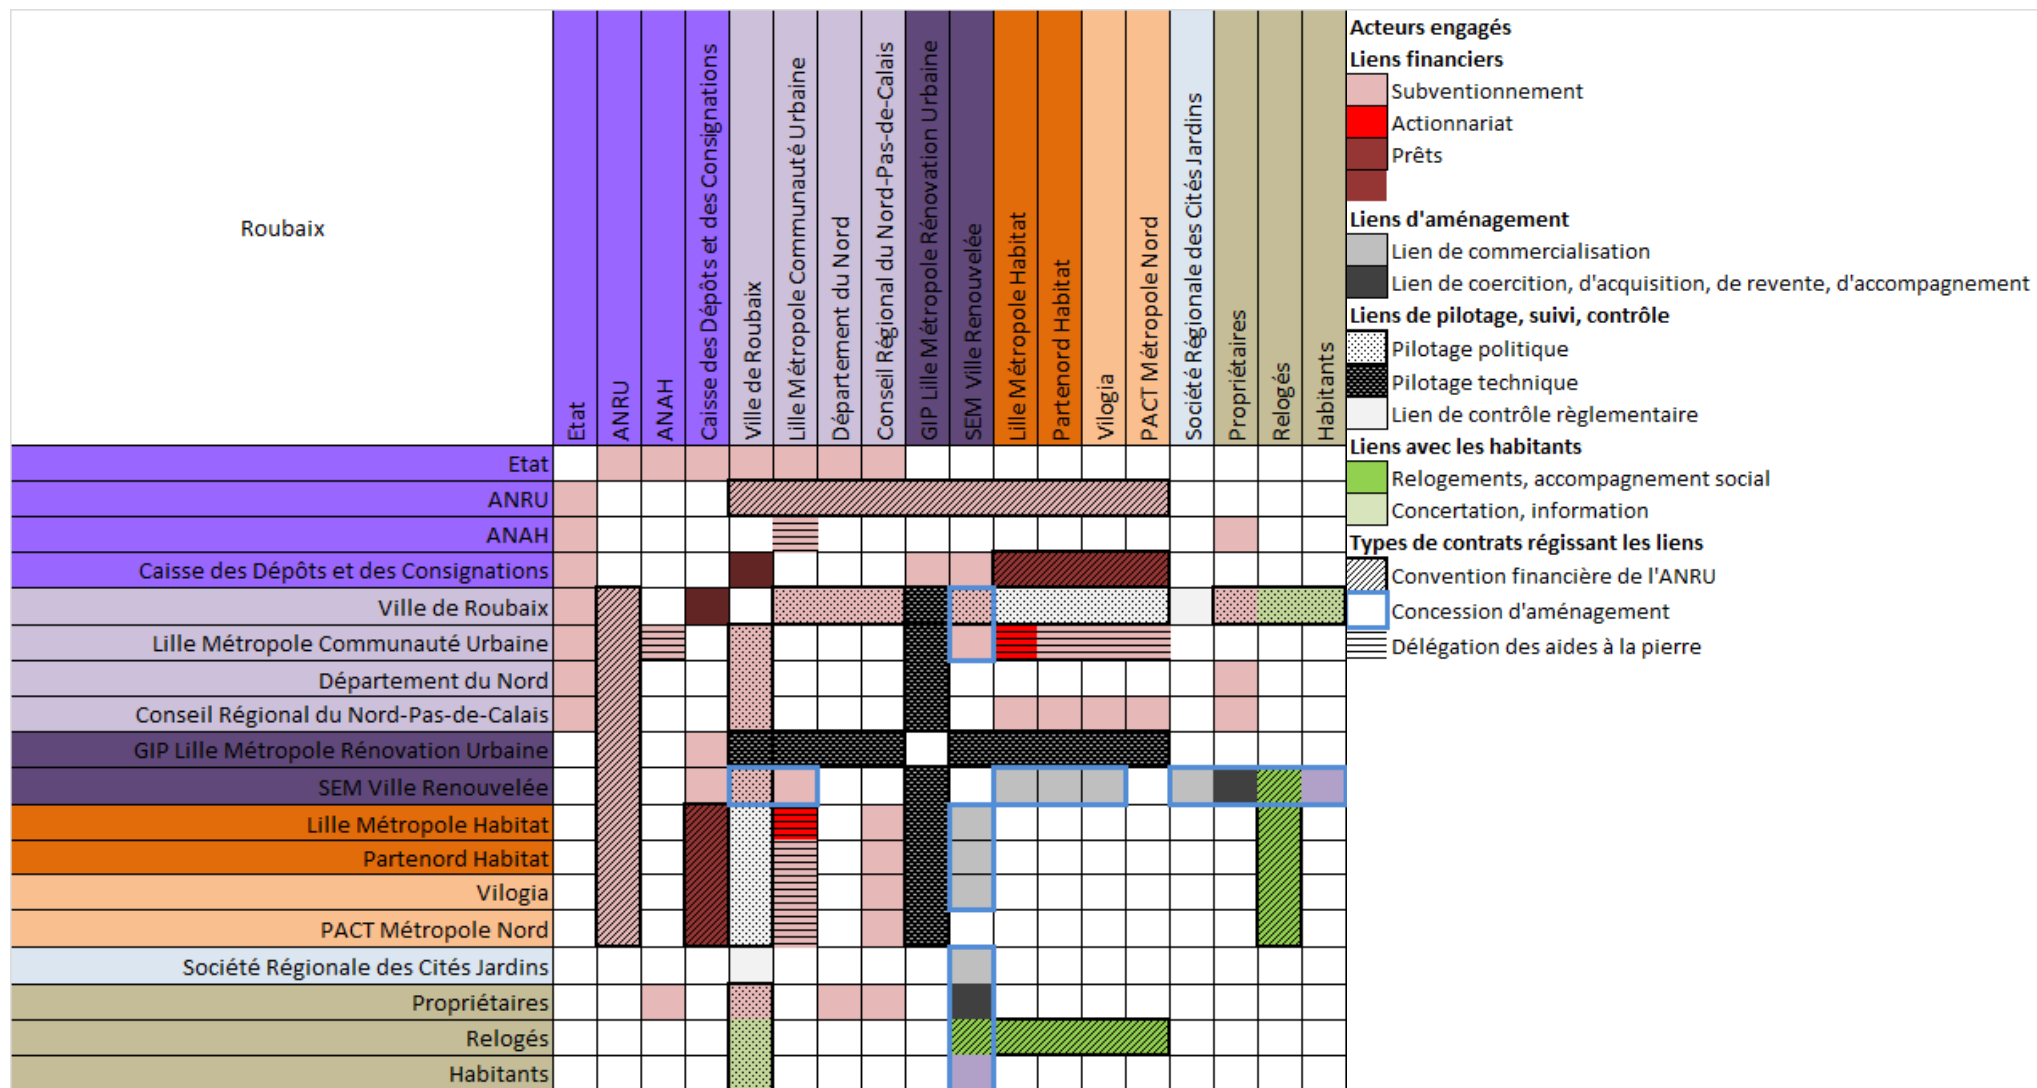 Roubaix
Etat
ANRU
ANAH
Caisse des Dépôts et des Consignations
Ville de Roubaix
Lille Métropole Communauté Urbaine
Département du Nord
Conseil Régional du Nord-Pas-de-Calais
GIP Lille Métropole Rénovation Urbaine
SEM Ville Renouvelée
Lille Métropole Habitat
Partenord Habitat
Vilogia
PACT Métropole Nord
Société Régionale des Cités Jardins
Propriétaires
Relogés
Habitants
Etat
ANRU
ANAH
Caisse des Dépôts et des Consignations
Ville de Roubaix
Lille Métropole Communauté Urbaine
Département du Nord
Conseil Régional du Nord-Pas-de-Calais
GIP Lille Métropole Rénovation Urbaine
SEM Ville Renouvelée
Lille Métropole Habitat
Partenord Habitat
Vilogia
PACT Métropole Nord
Société Régionale des Cités Jardins
Propriétaires
Relogés
Habitants
Acteurs engagés
Liens financiers
Subventionnement
Actionnariat
Prêts
Liens d'aménagement
Lien de commercialisation
Lien de coercition, d'acquisition, de revente, d'accompagnement
Liens de pilotage, suivi, contrôle
Pilotage politique
Pilotage technique
Lien de contrôle règlementaire
Liens avec les habitants
Relogements, accompagnement social
Concertation, information
Types de contrats régissant les liens
Convention financière de l'ANRU
Concession d'aménagement
Délégation des aides à la pierre